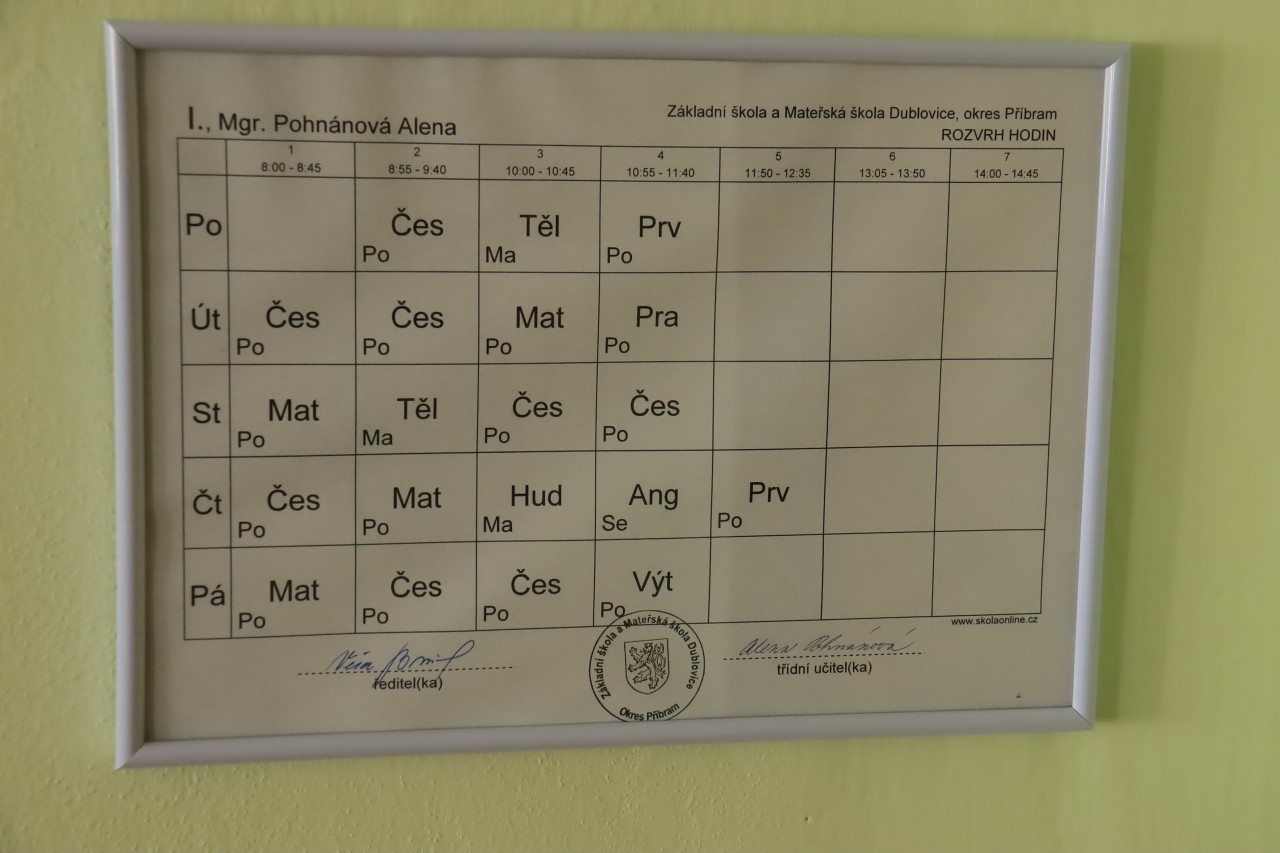 I., Mgr. Pohnánová Alena
Základní škola a Mateřská škola Dublovice, okres Příbram
ROZVRH HODIN
1 2 3 4 5 6 7
8:00 - 8:45 8:55 - 9:40 10:00 - 10:45 10:55 - 11:40 11:50 - 12:35 13:05 - 13:50 14:00 - 14:45
Po Čes Těl Prv
Po Ma Po
Út Čes Čes Mat Pra
Po Po Po Po
St Mat Těl Čes Čes
Po Ma Po Po
Čt Čes Mat Hud Ang Prv
Po Po Ma Se Po
Pá Mat Čes Čes Výt
Po Po Po Po
www.skolaonline.cz
Základní škola a Mateřská škola Dublovice
Okres Příbram
Alena Pohnánová
ředitel(ka)
třídní učitel(ka)